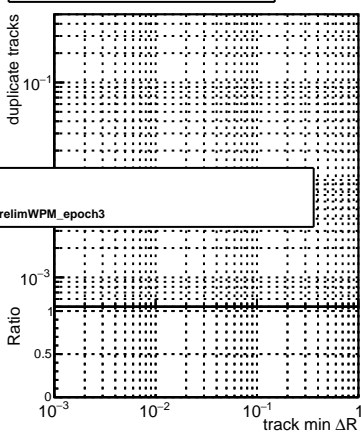 duplicate tracks
10⁻¹
relimWPM_epoch3
10⁻³
Ratio
1
0.5
0
10⁻³ 10⁻² 10⁻¹ 1
track min ΔR